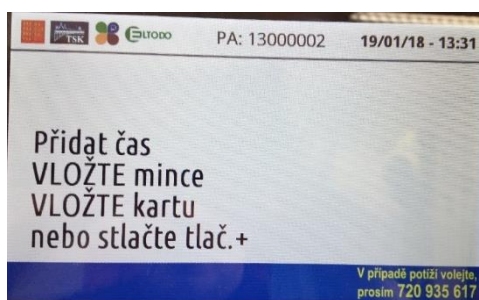 TSK ELTODO PA: 13000002 19/01/18 - 13:31
Přidat čas
VLOŽTE mince
VLOŽTE kartu
nebo stlačte tlač.+
V případě potíží volejte,
prosím 720 935 617